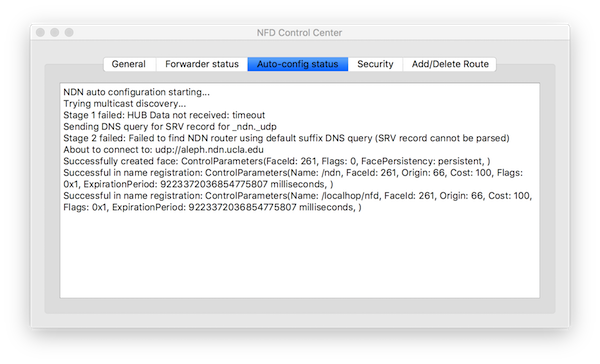 NFD Control Center
General Forwarder status Auto-config status Security Add/Delete Route
NDN auto configuration starting...
Trying multicast discovery...
Stage 1 failed: HUB Data not received: timeout
Sending DNS query for SRV record for _ndn._udp
Stage 2 failed: Failed to find NDN router using default suffix DNS query (SRV record cannot be parsed)
About to connect to: udp://aleph.ndn.ucla.edu
Successfully created face: ControlParameters(FaceId: 261, Flags: 0, FacePersistency: persistent, )
Successful in name registration: ControlParameters(Name: /ndn, FaceId: 261, Origin: 66, Cost: 100, Flags:
0x1, ExpirationPeriod: 9223372036854775807 milliseconds, )
Successful in name registration: ControlParameters(Name: /localhop/nfd, FaceId: 261, Origin: 66, Cost: 100,
Flags: 0x1, ExpirationPeriod: 9223372036854775807 milliseconds, )